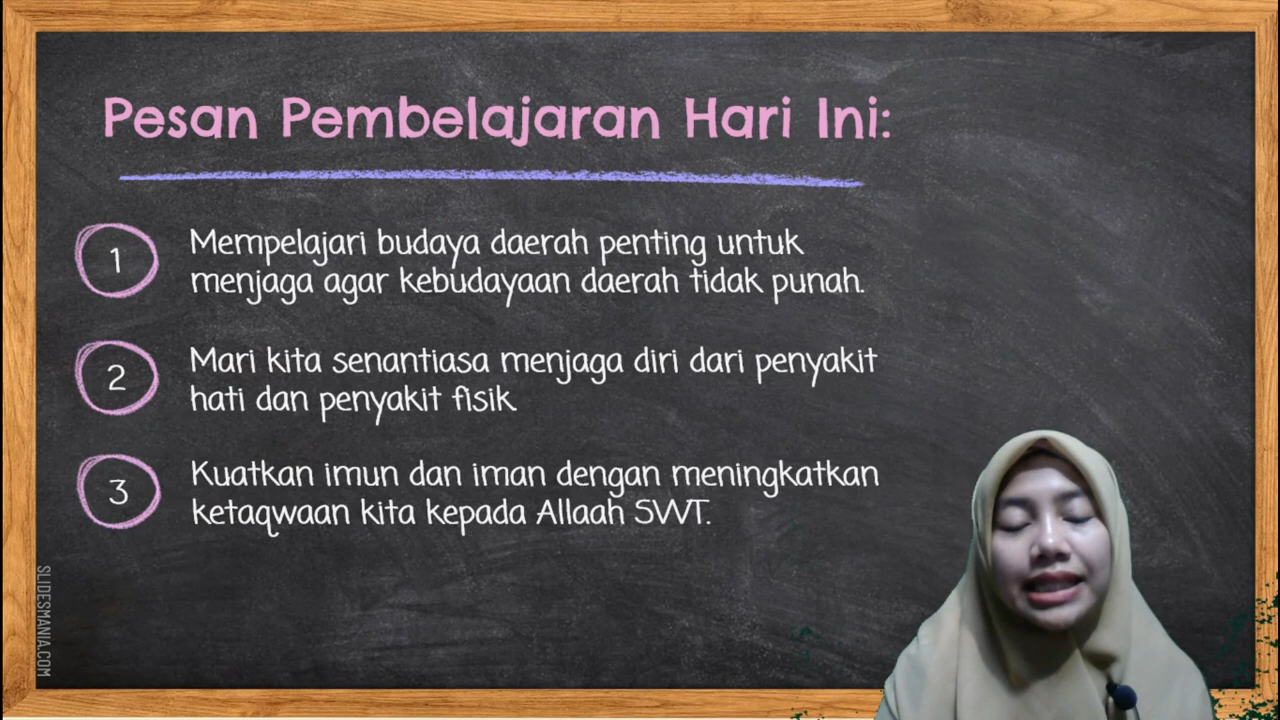 Pesan Pembelajaran Hari Ini:
1
Mempelajari budaya daerah penting untuk
menjaga agar kebudayaan daerah tidak punah.
2
Mari kita senantiasa menjaga diri dari penyakit
hati dan penyakit fisik
3
Kuatkan imun dan iman dengan meningkatkan
ketaqwaan kita kepada Allaah SWT.
SLIDESMANIA.COM